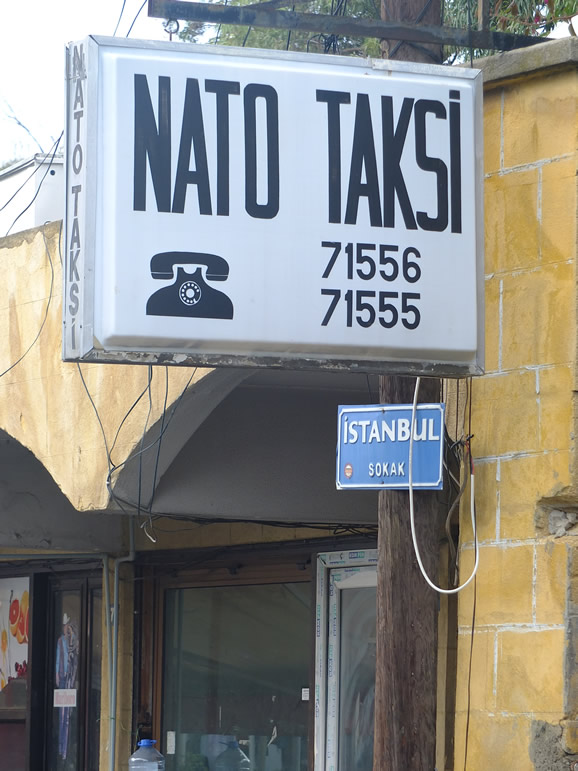 NATO TAKSİ
NATO TAKSİ
71556
71555
İSTANBUL
SOKAK